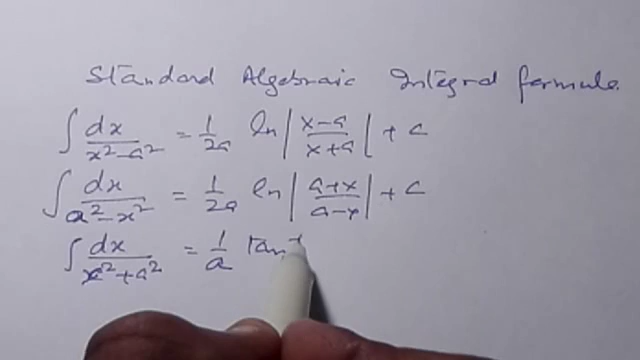 Standard Algebraic Integral formula.
∫ dx/(x²-a²) = 1/2a ln |(x-a)/(x+a)| + c
∫ dx/(a²-x²) = 1/2a ln |(a+x)/(a-x)| + c
∫ dx/(x²+a²) = 1/a tan⁻